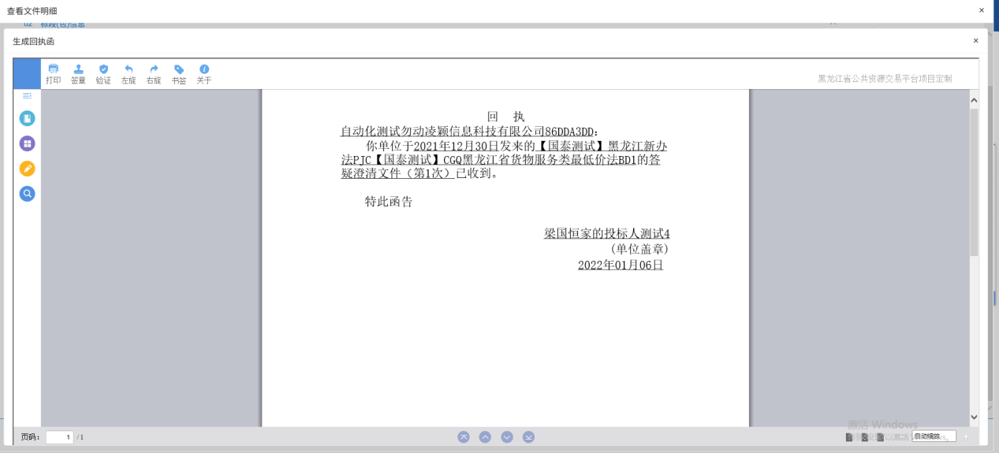 查看文件明细
×
02 标段(包)信息
生成回执函
×
打印 签章 验证 左旋 右旋 书签 关于
黑龙江省公共资源交易平台项目定制
回 执
自动化测试勿动凌颖信息科技有限公司86DDA3DD：
你单位于2021年12月30日发来的【国泰测试】黑龙江新办
法PJC【国泰测试】CGQ黑龙江省货物服务类最低价法BD1的答
疑澄清文件（第1次）已收到。
特此函告
梁国恒家的投标人测试4
(单位盖章)
2022年01月06日
激活 Windows
页码： 1 /1
自动缩放